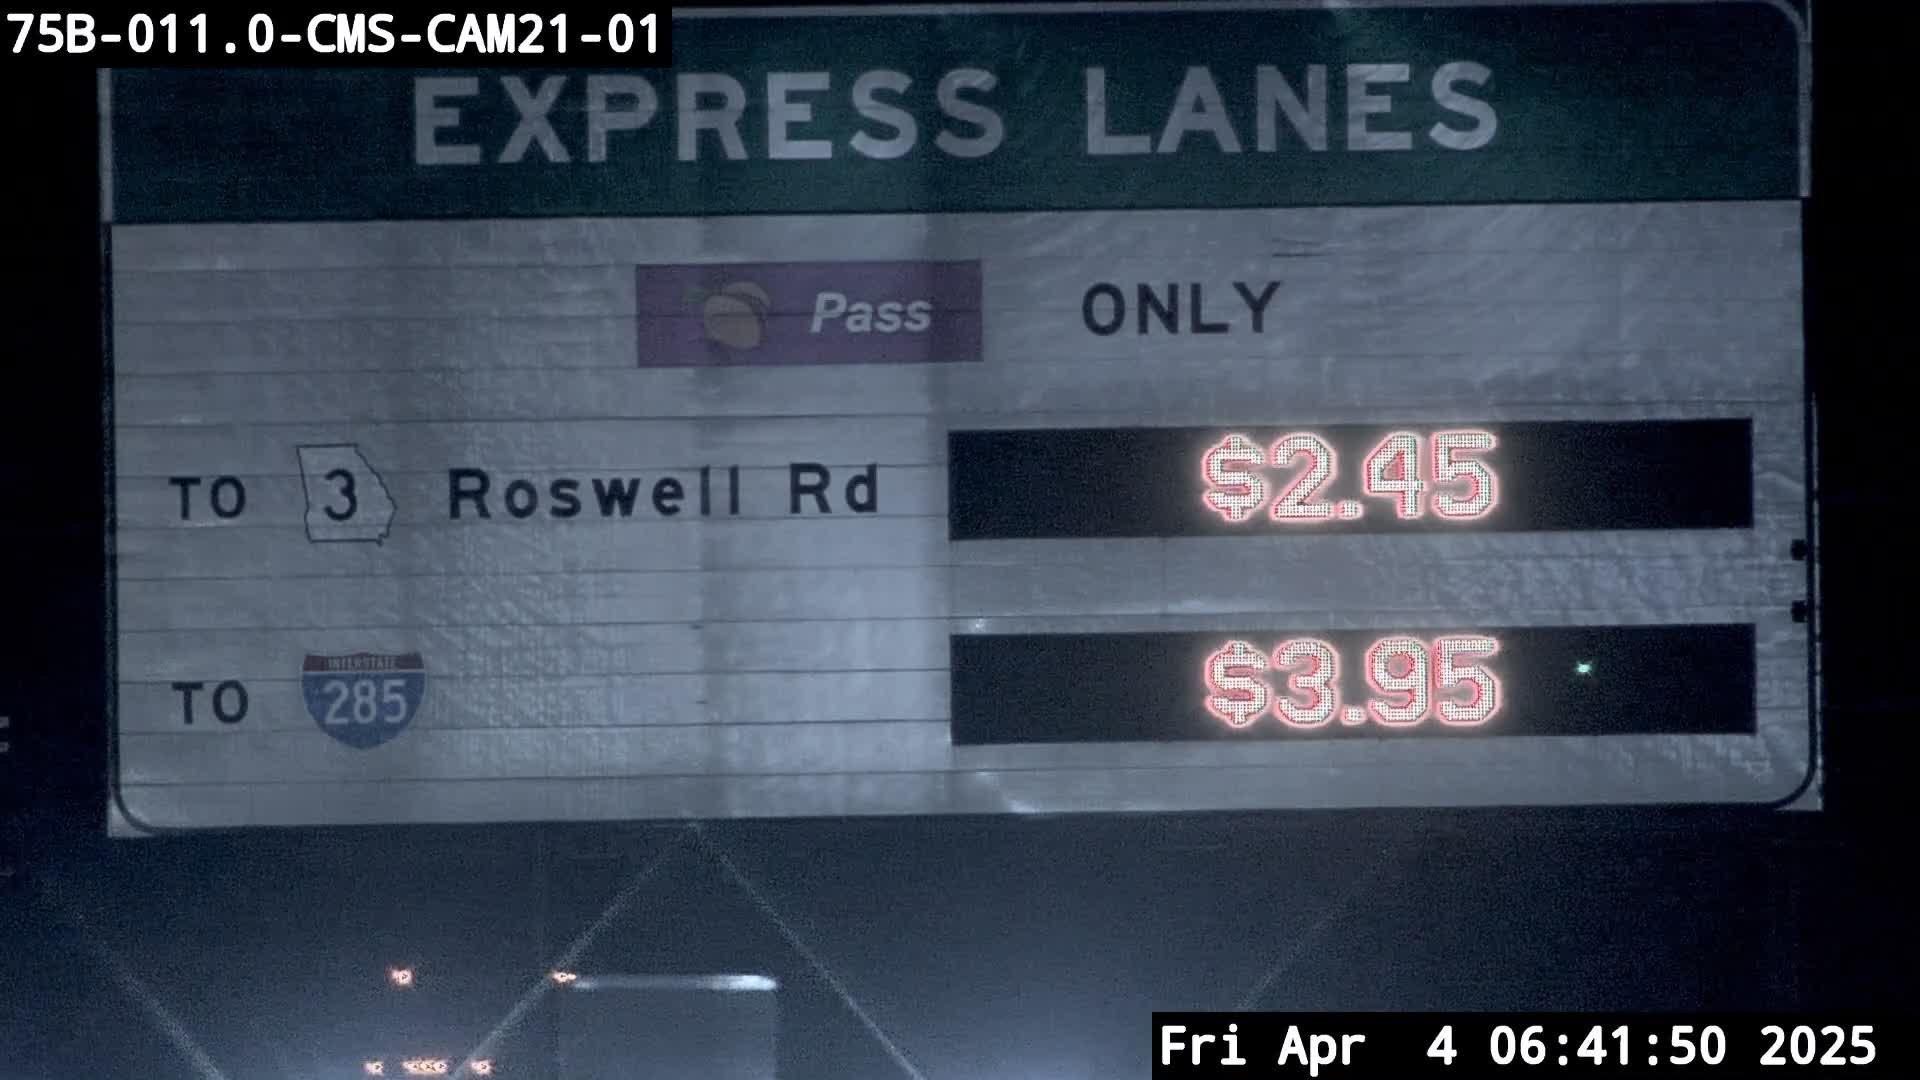 75B-011.0-CMS-CAM21-01
EXPRESS LANES
Pass ONLY
TO 3 Roswell Rd $2.45
INTERSTATE
TO 285 $3.95
Fri Apr 4 06:41:50 2025